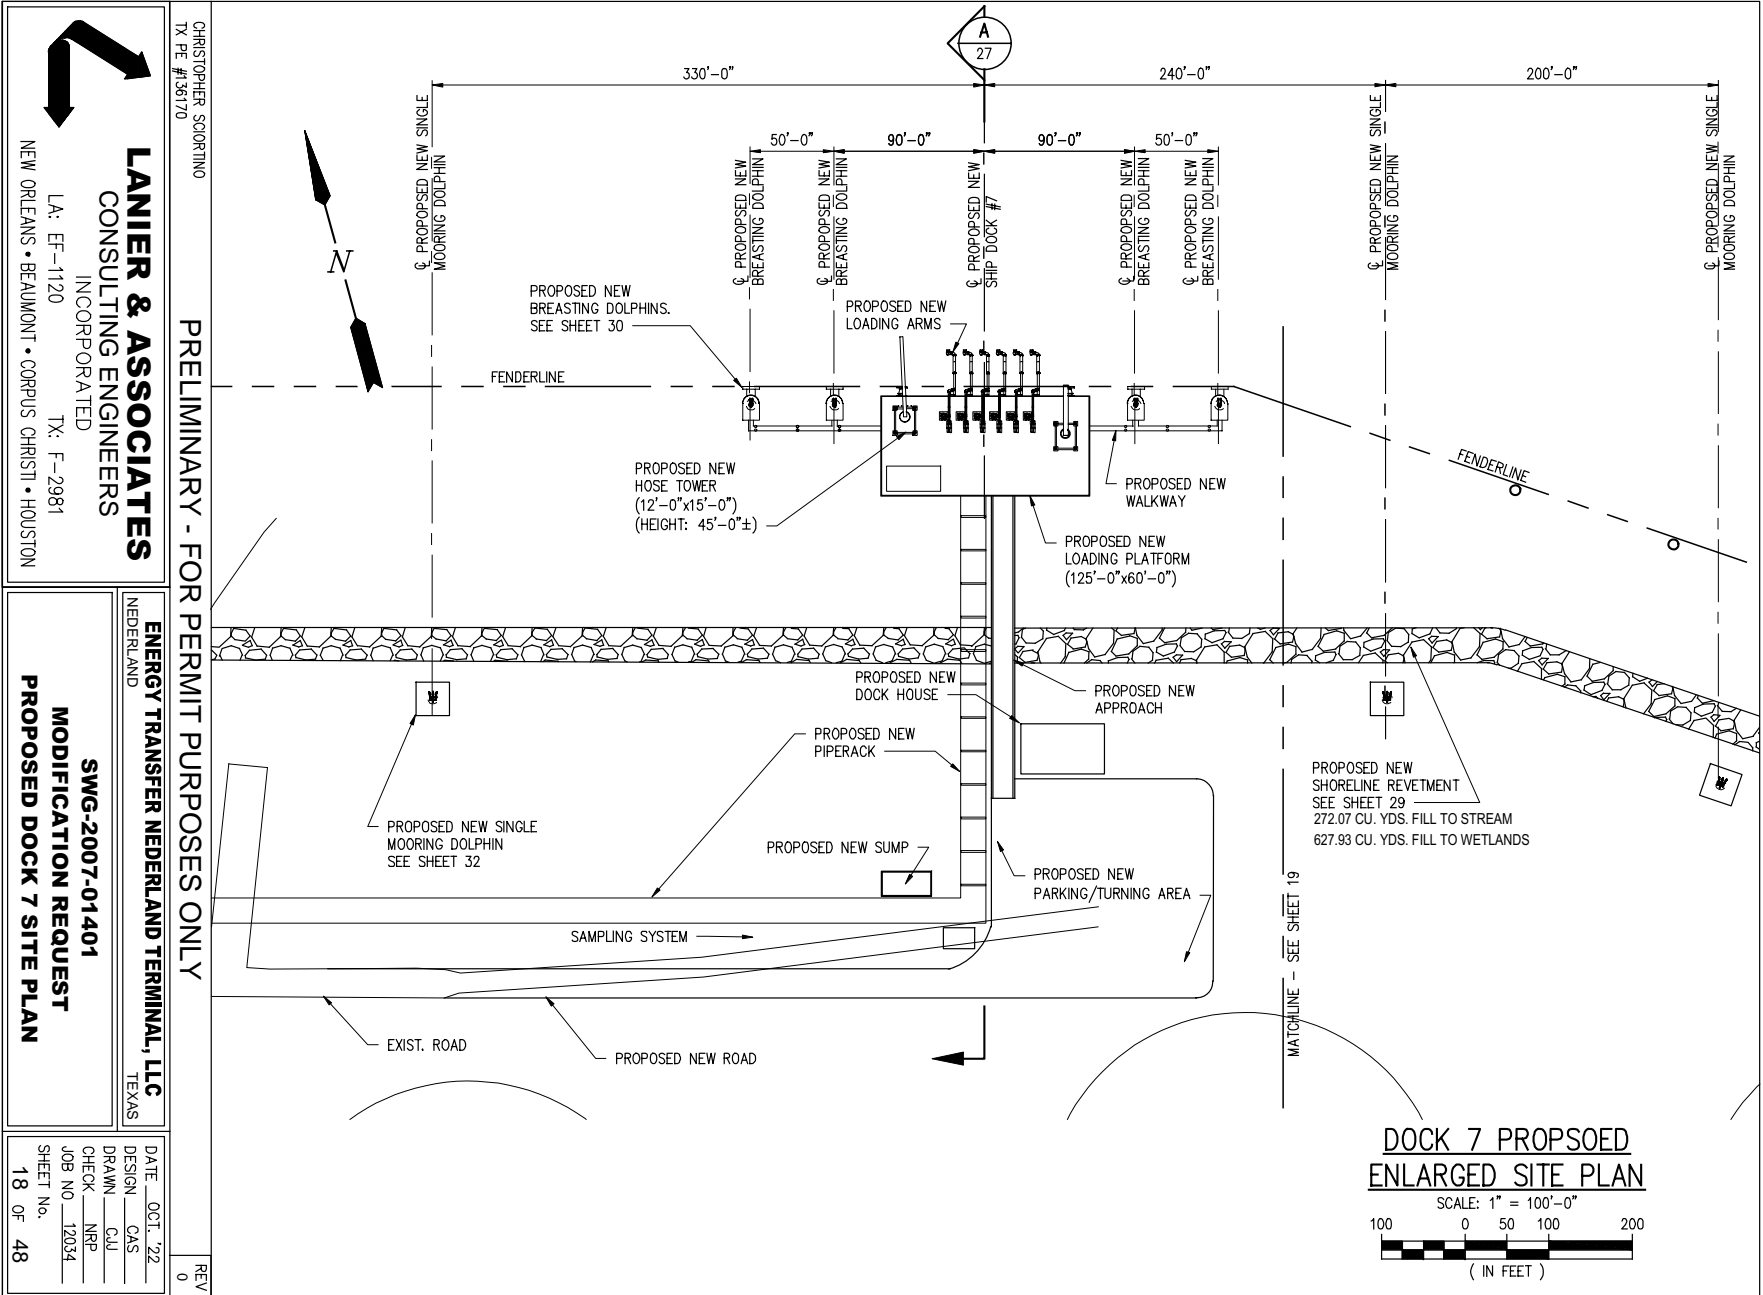 A
27
330'-0"
240'-0"
200'-0"
50'-0"
90'-0"
90'-0"
50'-0"
℄ PROPOPSED NEW SINGLE
MOORING DOLPHIN
℄ PROPOPSED NEW
BREASTING DOLPHIN
℄ PROPOPSED NEW
BREASTING DOLPHIN
℄ PROPOPSED NEW
SHIP DOCK #7
℄ PROPOPSED NEW
BREASTING DOLPHIN
℄ PROPOPSED NEW
BREASTING DOLPHIN
℄ PROPOPSED NEW SINGLE
MOORING DOLPHIN
℄ PROPOPSED NEW SINGLE
MOORING DOLPHIN
N
PROPOSED NEW
BREASTING DOLPHINS.
SEE SHEET 30
PROPOSED NEW
LOADING ARMS
FENDERLINE
FENDERLINE
PROPOSED NEW
HOSE TOWER
(12'-0"x15'-0")
(HEIGHT: 45'-0"±)
PROPOSED NEW
WALKWAY
PROPOSED NEW
LOADING PLATFORM
(125'-0"x60'-0")
PROPOSED NEW
DOCK HOUSE
PROPOSED NEW
APPROACH
PROPOSED NEW
PIPERACK
PROPOSED NEW
SHORELINE REVETMENT
SEE SHEET 29
272.07 CU. YDS. FILL TO STREAM
627.93 CU. YDS. FILL TO WETLANDS
PROPOSED NEW SINGLE
MOORING DOLPHIN
SEE SHEET 32
PROPOSED NEW SUMP
PROPOSED NEW
PARKING/TURNING AREA
SAMPLING SYSTEM
MATCHLINE - SEE SHEET 19
EXIST. ROAD
PROPOSED NEW ROAD
DOCK 7 PROPSOED
ENLARGED SITE PLAN
SCALE: 1" = 100'-0"
100 0 50 100 200
( IN FEET )
CHRISTOPHER SCIORTINO
TX PE #136170
PRELIMINARY - FOR PERMIT PURPOSES ONLY
REV
0
LANIER & ASSOCIATES
CONSULTING ENGINEERS
INCORPORATED
LA: EF-1120 TX: F-2981
NEW ORLEANS • BEAUMONT • CORPUS CHRISTI • HOUSTON
ENERGY TRANSFER NEDERLAND TERMINAL, LLC
NEDERLAND TEXAS
SWG-2007-01401
MODIFICATION REQUEST
PROPOSED DOCK 7 SITE PLAN
DATE OCT. '22
DESIGN CAS
DRAWN CJJ
CHECK NRP
JOB NO 12034
SHEET No.
18 OF 48